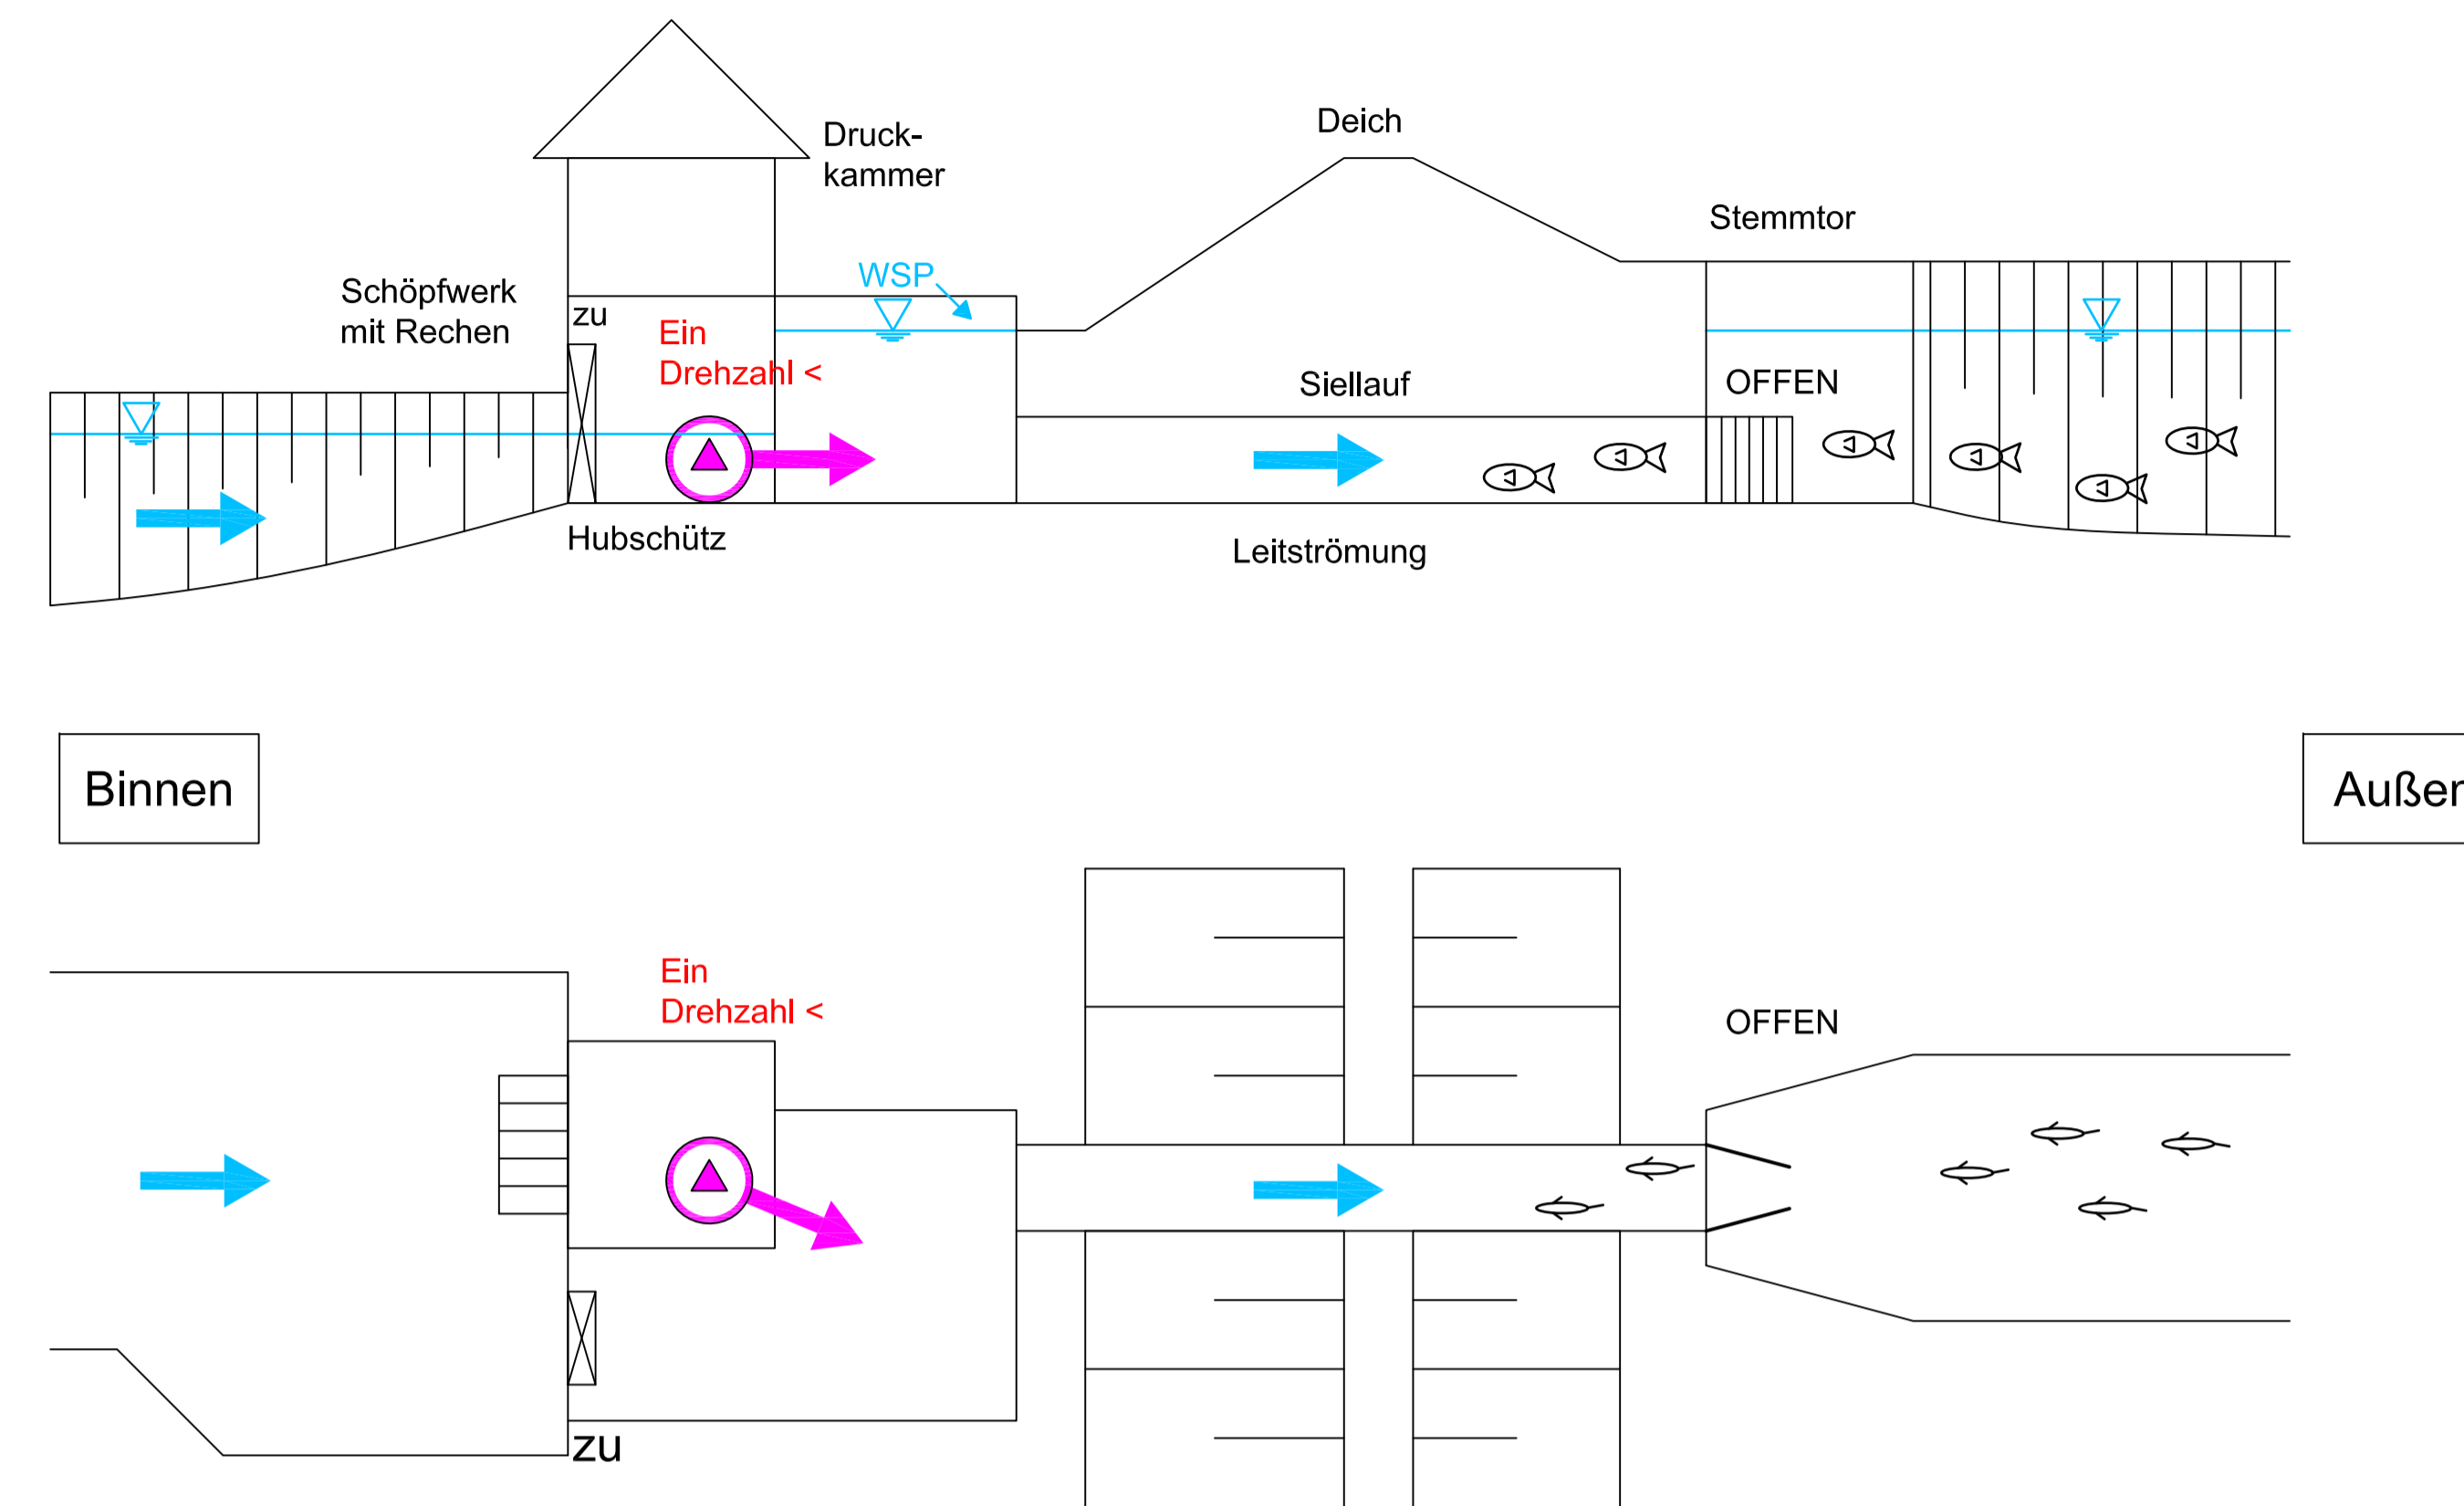 Deich
Druck-
kammer
Stemmtor
WSP
Schöpfwerk
mit Rechen
zu
Ein
Drehzahl <
Siellauf
OFFEN
Hubschütz
Leitströmung
Binnen
Außen
Ein
Drehzahl <
OFFEN
zu